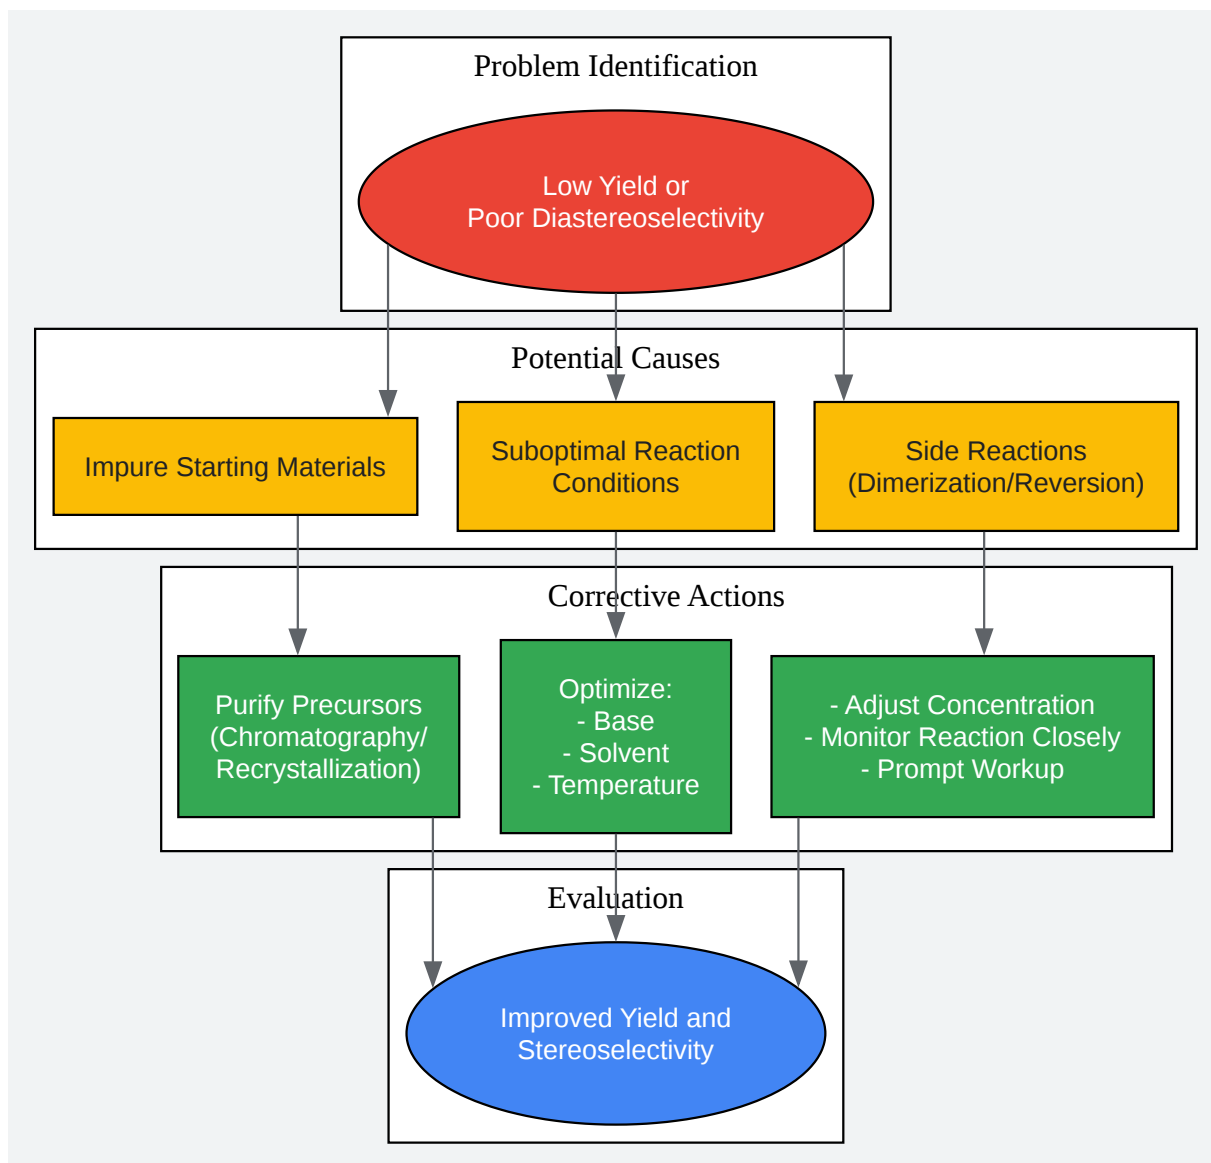 Problem Identification
Low Yield or
Poor Diastereoselectivity
Potential Causes
Impure Starting Materials
Suboptimal Reaction
Conditions
Side Reactions
(Dimerization/Reversion)
Corrective Actions
Purify Precursors
(Chromatography/
Recrystallization)
Optimize:
- Base
- Solvent
- Temperature
- Adjust Concentration
- Monitor Reaction Closely
- Prompt Workup
Evaluation
Improved Yield and
Stereoselectivity